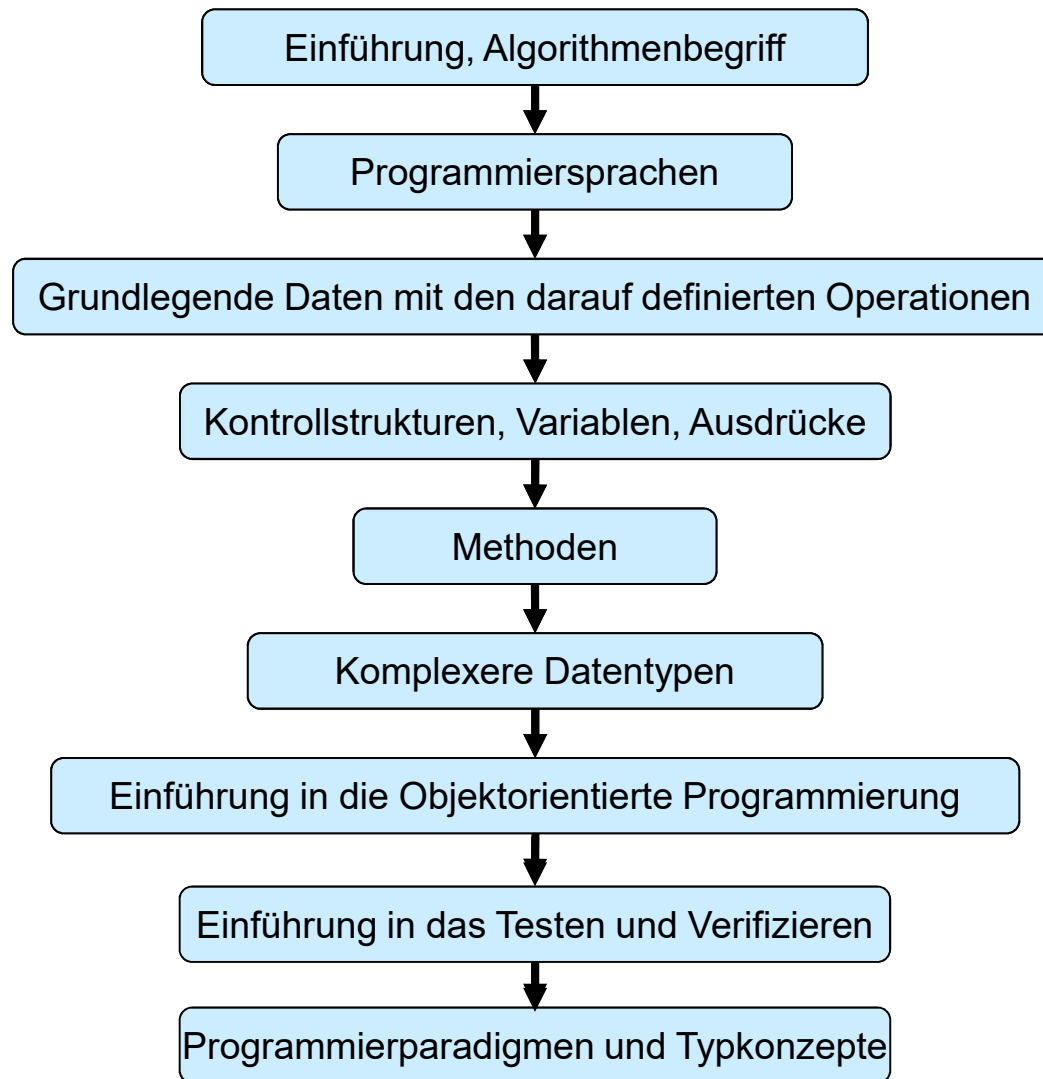 Einführung, Algorithmenbegriff
Programmiersprachen
Grundlegende Daten mit den darauf definierten Operationen
Kontrollstrukturen, Variablen, Ausdrücke
Methoden
Komplexere Datentypen
Einführung in die Objektorientierte Programmierung
Einführung in das Testen und Verifizieren
Programmierparadigmen und Typkonzepte